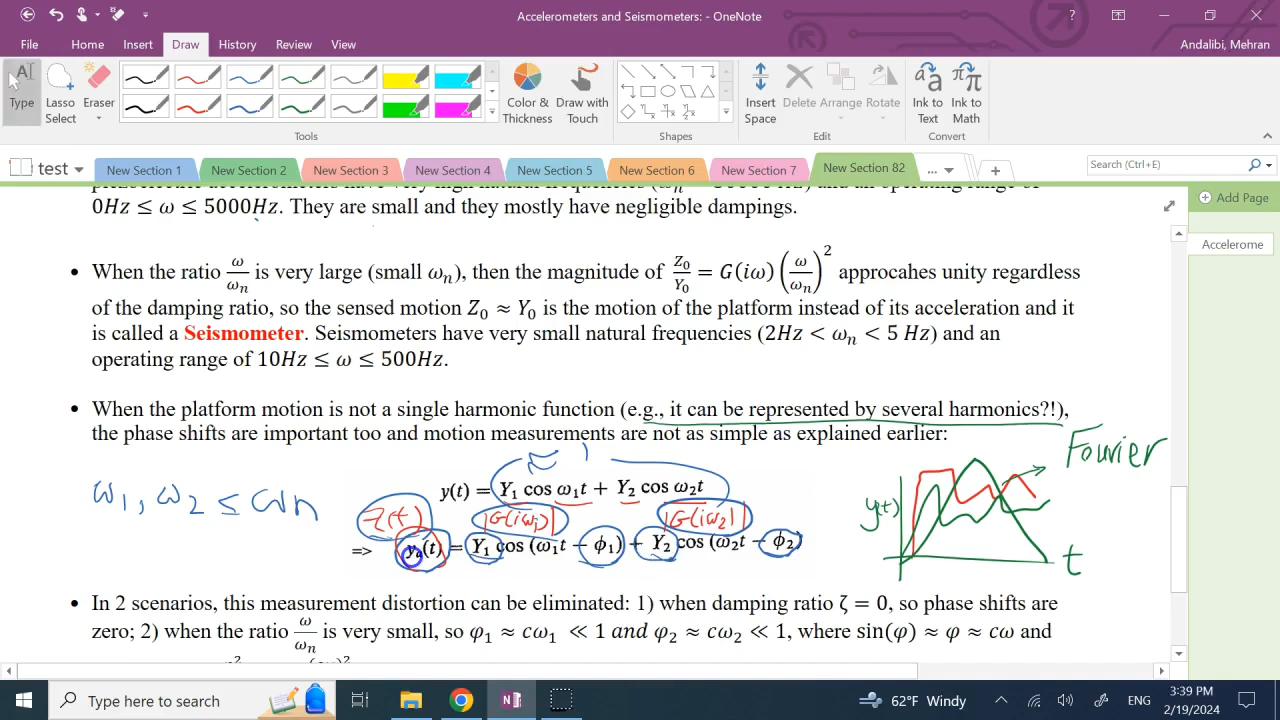 Accelerometers and Seismometers: - OneNote
Andalibi, Mehran
File Home Insert Draw History Review View
Type Lasso Select Eraser
Color & Thickness Draw with Touch
Insert Space Delete Arrange Rotate
Ink to Text Ink to Math
Tools Shapes Edit Convert
test New Section 1 New Section 2 New Section 3 New Section 4 New Section 5 New Section 6 New Section 7 New Section 82 ... Search (Ctrl+E)
Add Page
Accelerome
0Hz ≤ ω ≤ 5000Hz. They are small and they mostly have negligible dampings.
• When the ratio ω/ωn is very large (small ωn), then the magnitude of Z0/Y0 = G(iω)(ω/ωn)^2 approcahes unity regardless
of the damping ratio, so the sensed motion Z0 ≈ Y0 is the motion of the platform instead of its acceleration and it
is called a Seismometer. Seismometers have very small natural frequencies (2Hz < ωn < 5 Hz) and an
operating range of 10Hz ≤ ω ≤ 500Hz.
• When the platform motion is not a single harmonic function (e.g., it can be represented by several harmonics?!),
the phase shifts are important too and motion measurements are not as simple as explained earlier:
Fourier
≈ 1
y(t) = Y1 cos ω1t + Y2 cos ω2t
ω1, ω2 ≤ ωn
z(t) |G(iω1)| |G(iω2)|
y(t)
⇒ ya(t) = Y1 cos (ω1t − ϕ1) + Y2 cos (ω2t − ϕ2)
t
• In 2 scenarios, this measurement distortion can be eliminated: 1) when damping ratio ζ = 0, so phase shifts are
zero; 2) when the ratio ω/ωn is very small, so φ1 ≈ cω1 ≪ 1 and φ2 ≈ cω2 ≪ 1, where sin(φ) ≈ φ ≈ cω and
Type here to search
62°F Windy
ENG
3:39 PM
2/19/2024